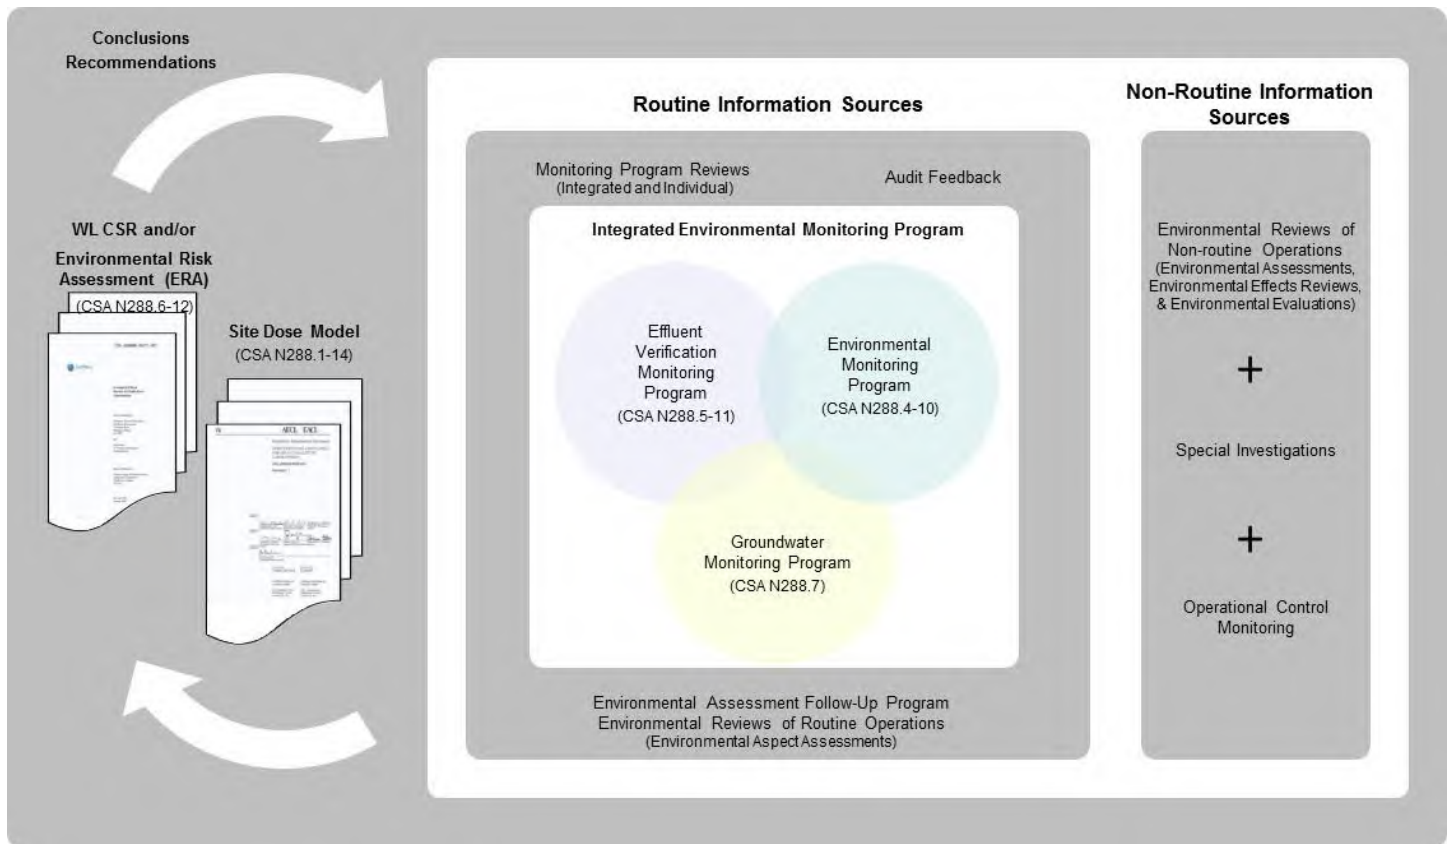 Conclusions
Recommendations
WL CSR and/or
Environmental Risk
Assessment (ERA)
(CSA N288.6-12)
Site Dose Model
(CSA N288.1-14)
AECL EACL
Routine Information Sources
Monitoring Program Reviews
(Integrated and Individual)
Audit Feedback
Integrated Environmental Monitoring Program
Effluent
Verification
Monitoring
Program
(CSA N288.5-11)
Environmental
Monitoring
Program
(CSA N288.4-10)
Groundwater
Monitoring Program
(CSA N288.7)
Environmental Assessment Follow-Up Program
Environmental Reviews of Routine Operations
(Environmental Aspect Assessments)
Non-Routine Information
Sources
Environmental Reviews of
Non-routine Operations
(Environmental Assessments,
Environmental Effects Reviews,
& Environmental Evaluations)
+
Special Investigations
+
Operational Control
Monitoring